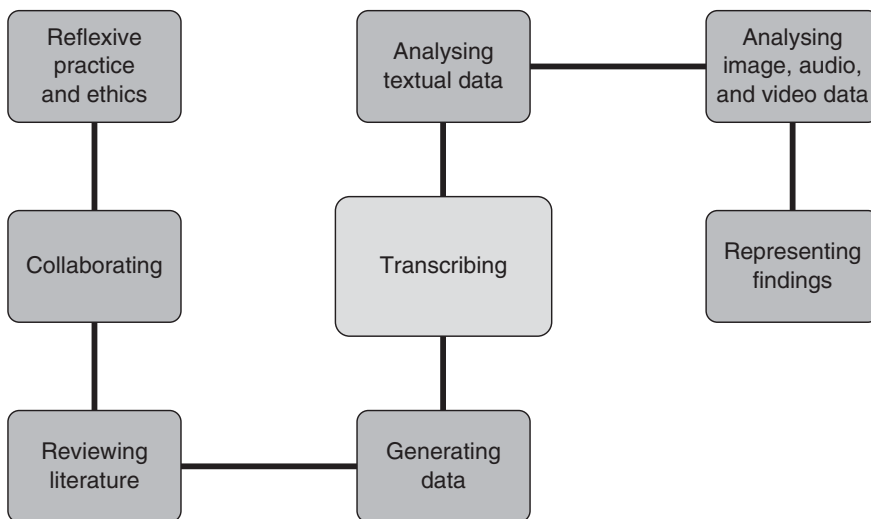 Reflexive
practice
and ethics
Collaborating
Reviewing
literature
Generating
data
Transcribing
Analysing
textual data
Analysing
image, audio,
and video data
Representing
findings